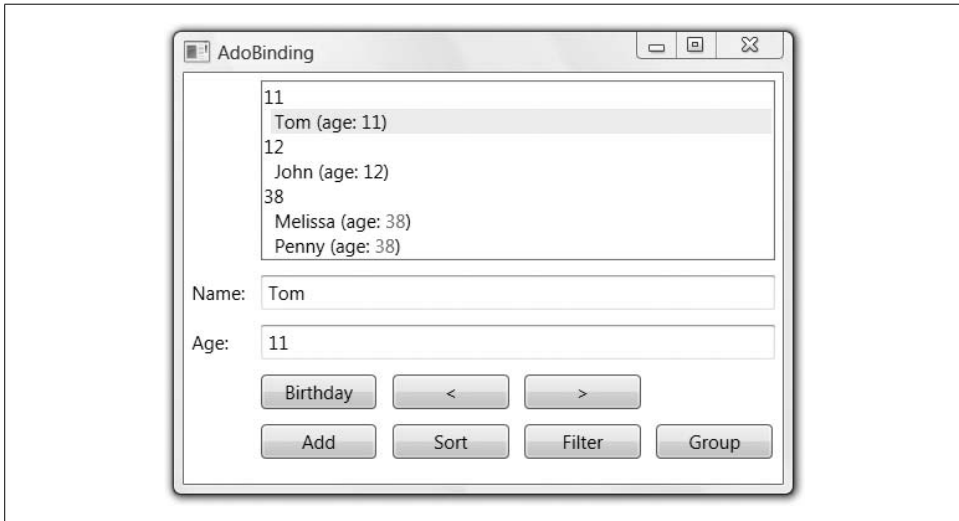 AdoBinding
11
Tom (age: 11)
12
John (age: 12)
38
Melissa (age: 38)
Penny (age: 38)
Name: Tom
Age: 11
Birthday < >
Add Sort Filter Group